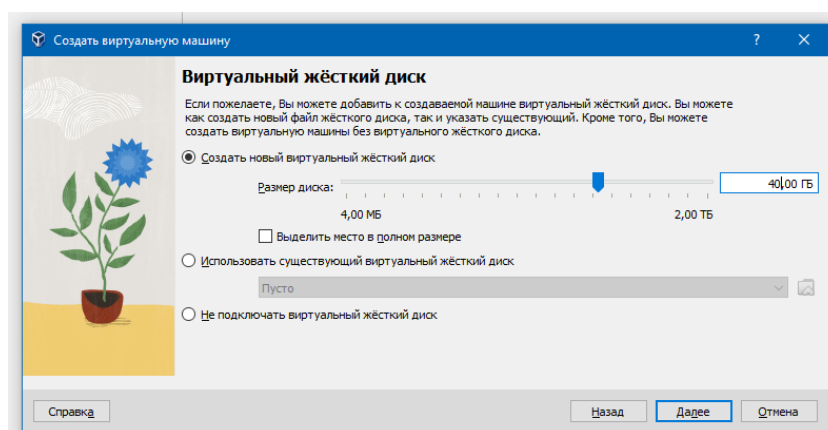 Создать виртуальную машину
?
Виртуальный жёсткий диск
Если пожелаете, Вы можете добавить к создаваемой машине виртуальный жёсткий диск. Вы можете
как создать новый файл жёсткого диска, так и указать существующий. Кроме того, Вы можете
создать виртуальную машины без виртуального жёсткого диска.
Создать новый виртуальный жёсткий диск
Размер диска:
40,00 ГБ
4,00 МБ
2,00 ТБ
Выделить место в полном размере
Использовать существующий виртуальный жёсткий диск
Пусто
Не подключать виртуальный жёсткий диск
Справка
Назад
Далее
Отмена